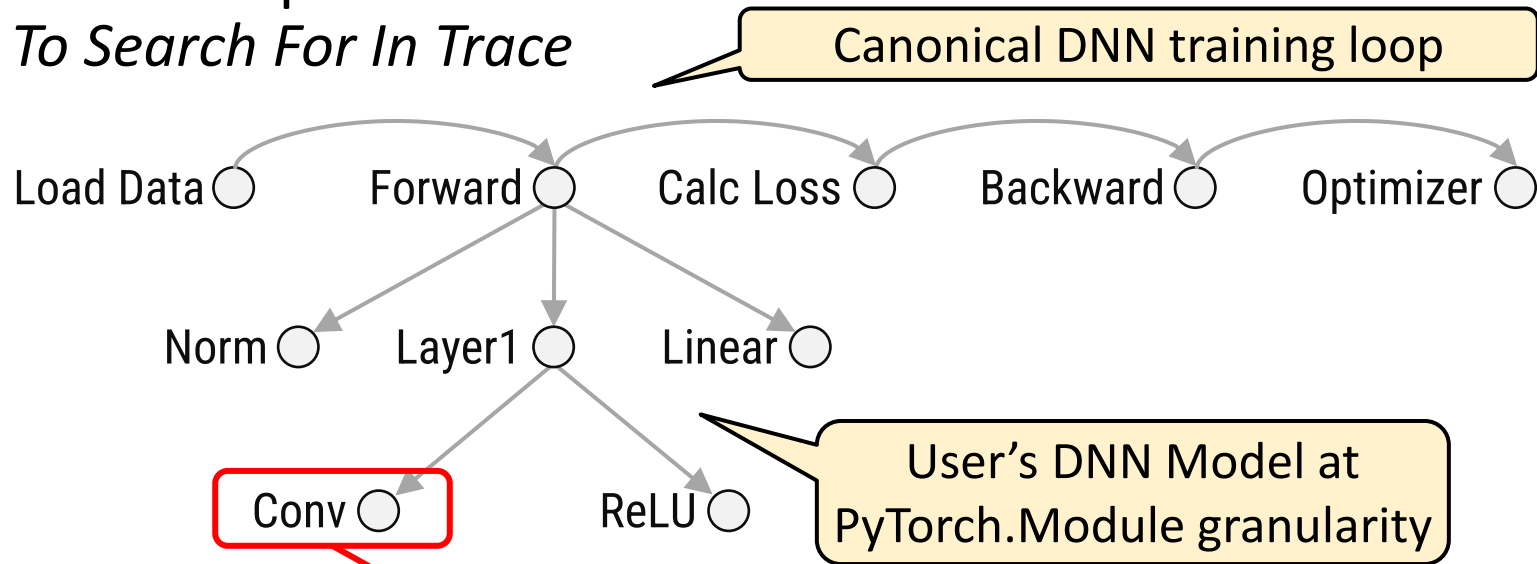 To Search For In Trace
Canonical DNN training loop
Load Data
Forward
Calc Loss
Backward
Optimizer
Norm
Layer1
Linear
User's DNN Model at
PyTorch.Module granularity
Conv
ReLU